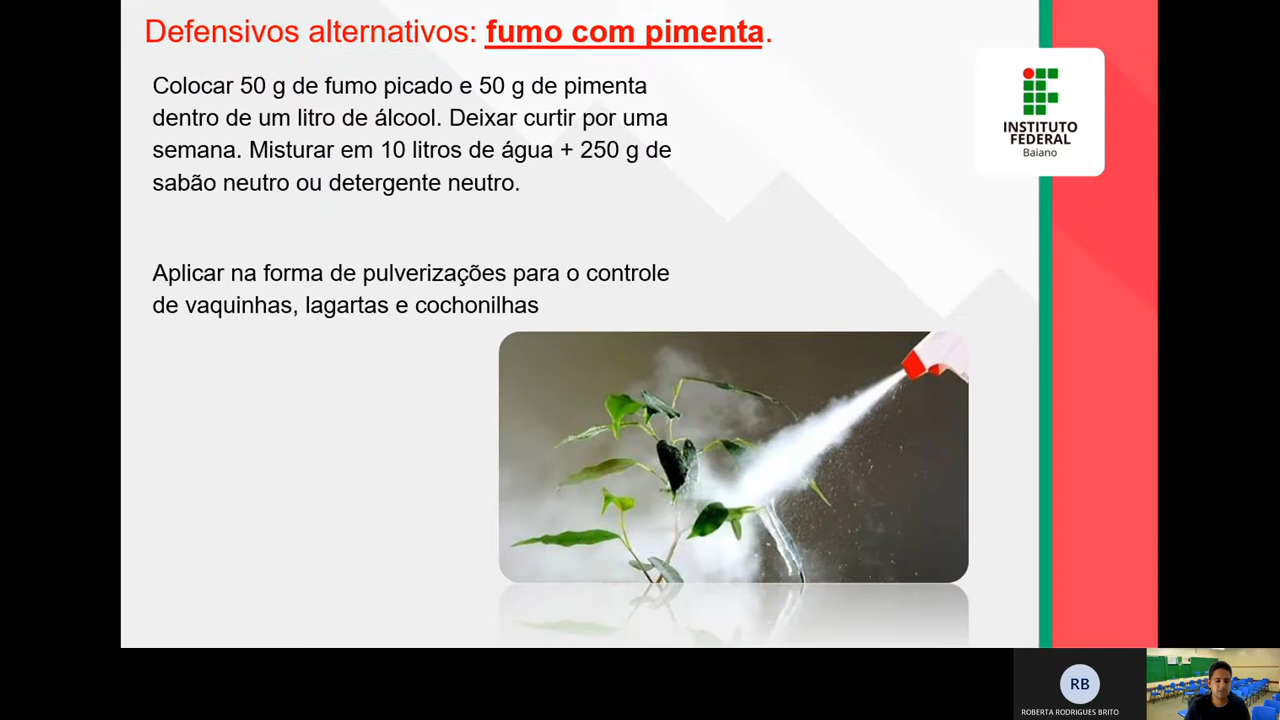 Defensivos alternativos: fumo com pimenta.
Colocar 50 g de fumo picado e 50 g de pimenta
dentro de um litro de álcool. Deixar curtir por uma
semana. Misturar em 10 litros de água + 250 g de
sabão neutro ou detergente neutro.
Aplicar na forma de pulverizações para o controle
de vaquinhas, lagartas e cochonilhas
INSTITUTO
FEDERAL
Baiano
RB
ROBERTA RODRIGUES BRITO